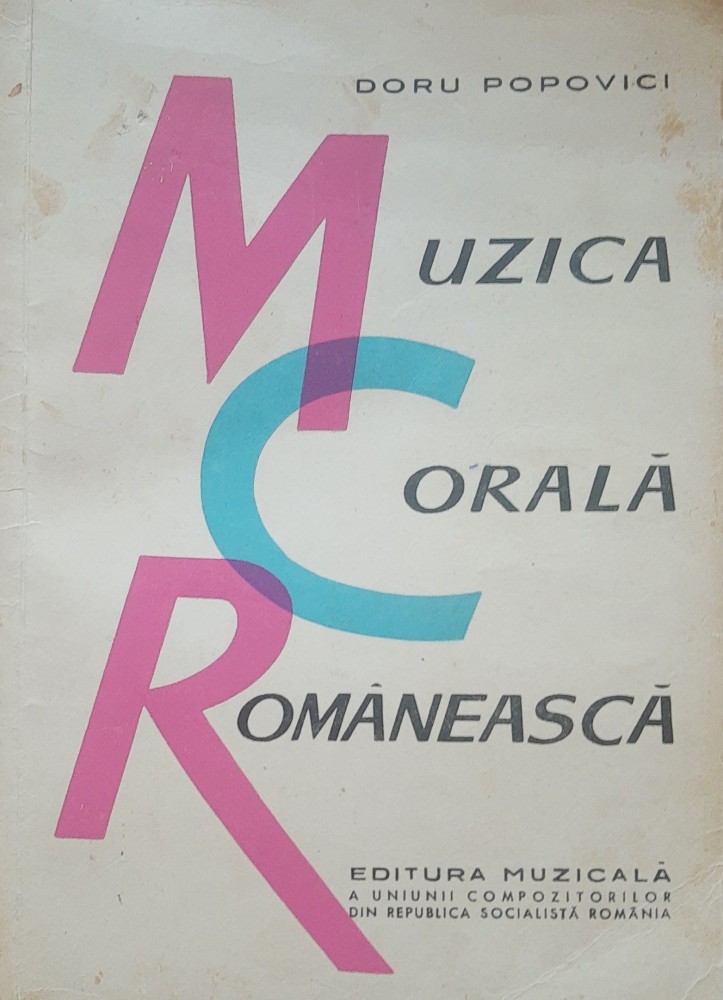 DORU POPOVICI
MUZICA
CORALĂ
ROMÂNEASCĂ
EDITURA MUZICALĂ
A UNIUNII COMPOZITORILOR
DIN REPUBLICA SOCIALISTĂ ROMÂNIA